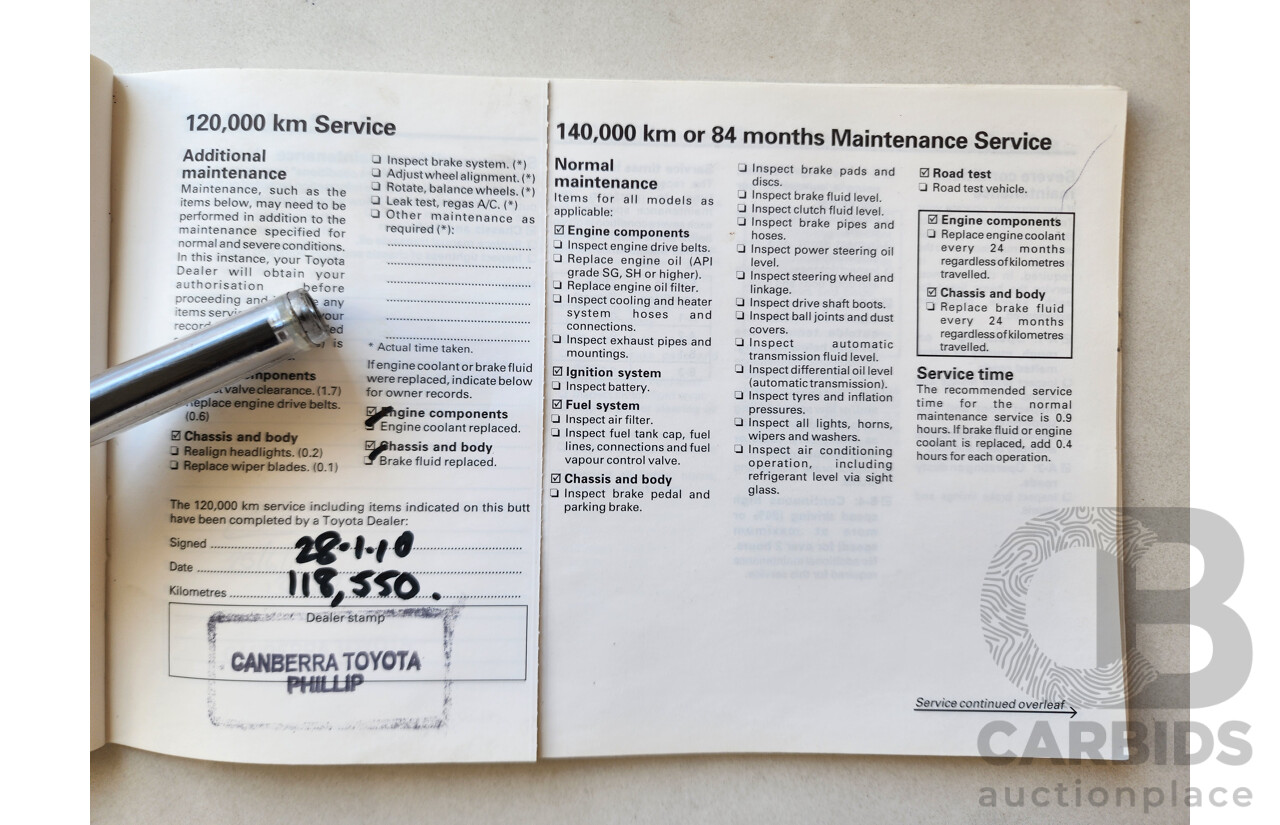 120,000 km Service
Additional
maintenance
Maintenance, such as the
items below, may need to be
performed in addition to the
maintenance specified for
normal and severe conditions.
In this instance, your Toyota
Dealer will obtain your
authorisation before
proceeding and any
items your
is
valve clearance. (1.7)
Replace engine drive belts.
(0.6)
☑ Chassis and body
❏ Realign headlights. (0.2)
❏ Replace wiper blades. (0.1)
❏ Inspect brake system. (*)
❏ Adjust wheel alignment. (*)
❏ Rotate, balance wheels. (*)
❏ Leak test, regas A/C. (*)
❏ Other maintenance as
required (*):
* Actual time taken.
If engine coolant or brake fluid
were replaced, indicate below
for owner records.
☑ Engine components
❏ Engine coolant replaced.
☑ Chassis and body
❏ Brake fluid replaced.
The 120,000 km service including items indicated on this butt
have been completed by a Toyota Dealer:
Signed
Date 28.1.10
Kilometres 118,550.
Dealer stamp
CANBERRA TOYOTA
PHILLIP
140,000 km or 84 months Maintenance Service
Normal
maintenance
Items for all models as
applicable:
☑ Engine components
❏ Inspect engine drive belts.
❏ Replace engine oil (API
grade SG, SH or higher).
❏ Replace engine oil filter.
❏ Inspect cooling and heater
system hoses and
connections.
❏ Inspect exhaust pipes and
mountings.
☑ Ignition system
❏ Inspect battery.
☑ Fuel system
❏ Inspect air filter.
❏ Inspect fuel tank cap, fuel
lines, connections and fuel
vapour control valve.
☑ Chassis and body
❏ Inspect brake pedal and
parking brake.
❏ Inspect brake pads and
discs.
❏ Inspect brake fluid level.
❏ Inspect clutch fluid level.
❏ Inspect brake pipes and
hoses.
❏ Inspect power steering oil
level.
❏ Inspect steering wheel and
linkage.
❏ Inspect drive shaft boots.
❏ Inspect ball joints and dust
covers.
❏ Inspect automatic
transmission fluid level.
❏ Inspect differential oil level
(automatic transmission).
❏ Inspect tyres and inflation
pressures.
❏ Inspect all lights, horns,
wipers and washers.
❏ Inspect air conditioning
operation, including
refrigerant level via sight
glass.
☑ Road test
❏ Road test vehicle.
☑ Engine components
❏ Replace engine coolant
every 24 months
regardless of kilometres
travelled.
☑ Chassis and body
❏ Replace brake fluid
every 24 months
regardless of kilometres
travelled.
Service time
The recommended service
time for the normal
maintenance service is 0.9
hours. If brake fluid or engine
coolant is replaced, add 0.4
hours for each operation.
Service continued overleaf
CB
CARBIDS
auctionplace